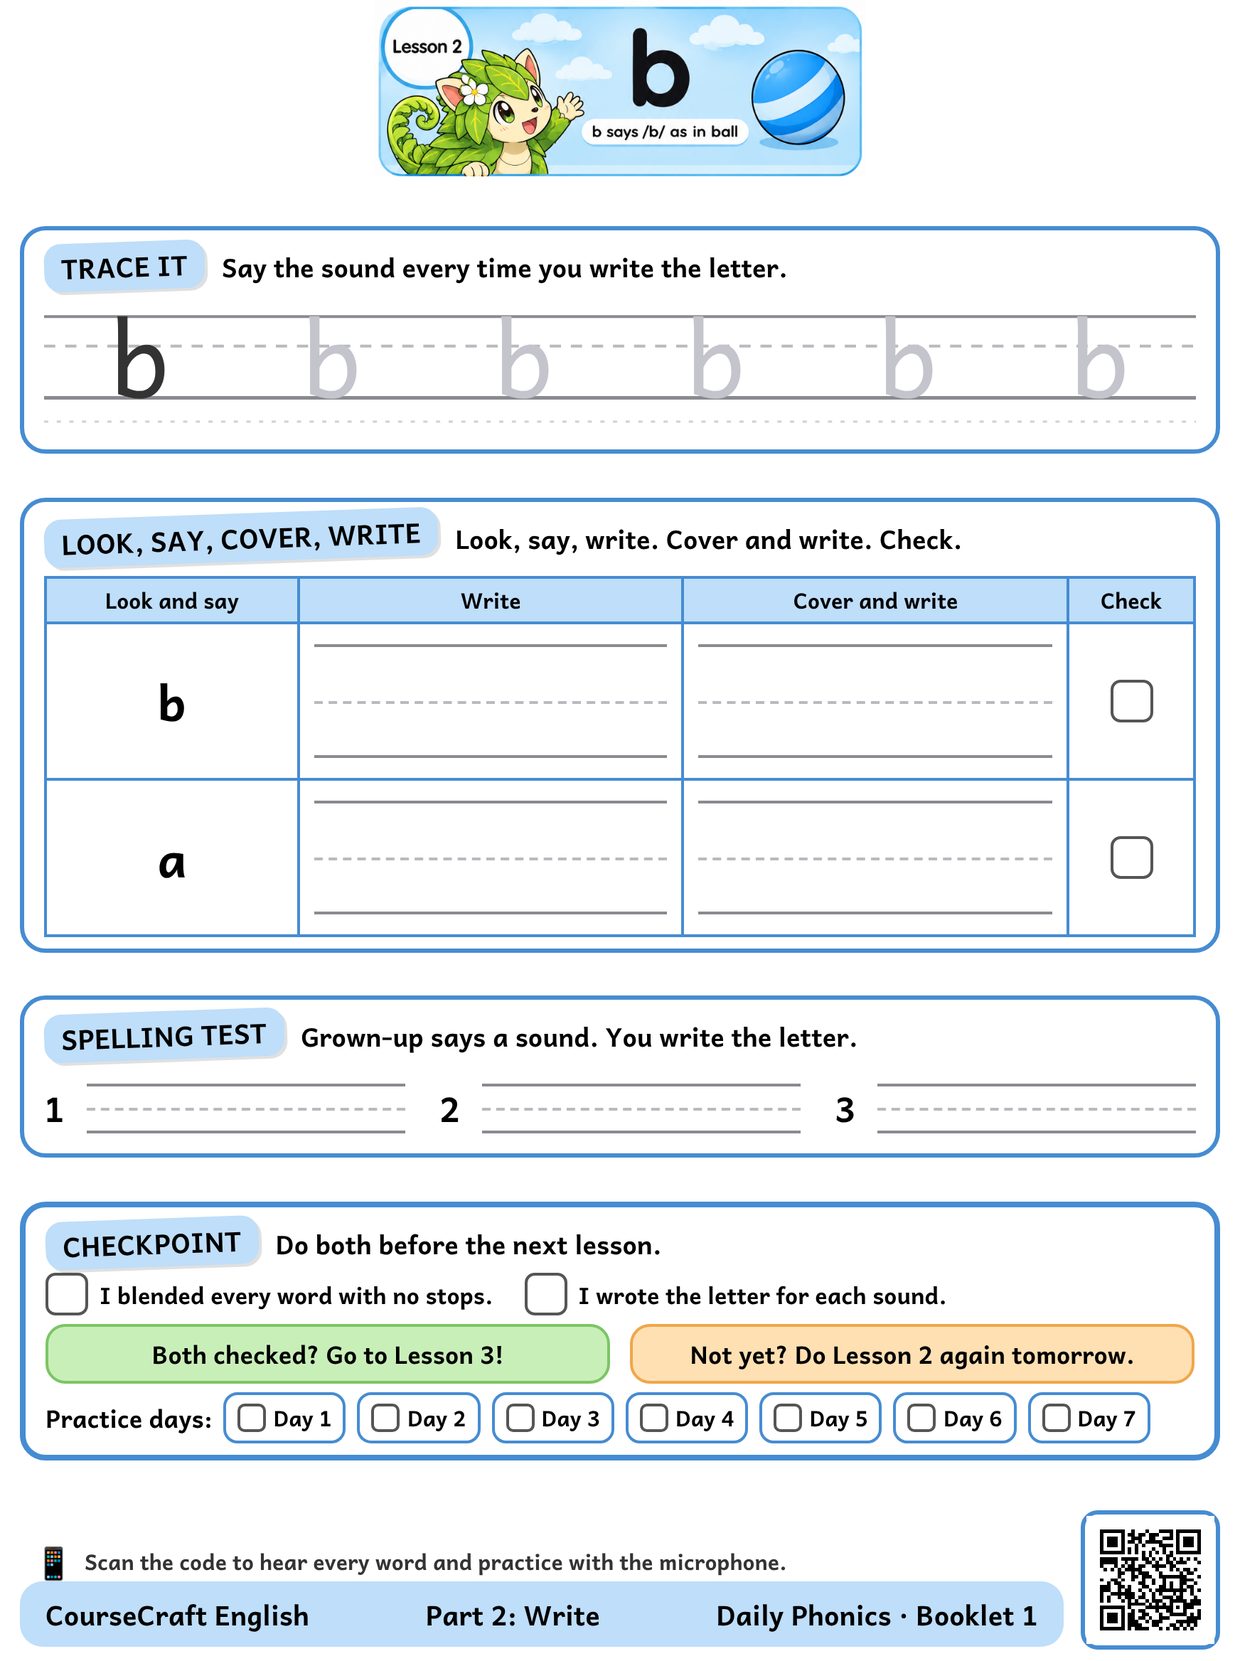 Lesson 2
b
b says /b/ as in ball
TRACE IT Say the sound every time you write the letter.
b b b b b b
LOOK, SAY, COVER, WRITE Look, say, write. Cover and write. Check.
Look and say Write Cover and write Check
b
a
SPELLING TEST Grown-up says a sound. You write the letter.
1 2 3
CHECKPOINT Do both before the next lesson.
I blended every word with no stops. I wrote the letter for each sound.
Both checked? Go to Lesson 3! Not yet? Do Lesson 2 again tomorrow.
Practice days: Day 1 Day 2 Day 3 Day 4 Day 5 Day 6 Day 7
Scan the code to hear every word and practice with the microphone.
CourseCraft English Part 2: Write Daily Phonics · Booklet 1